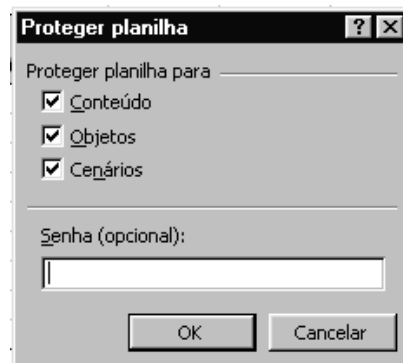 Proteger planilha
Proteger planilha para
Conteúdo
Objetos
Cenários
Senha (opcional):
OK
Cancelar